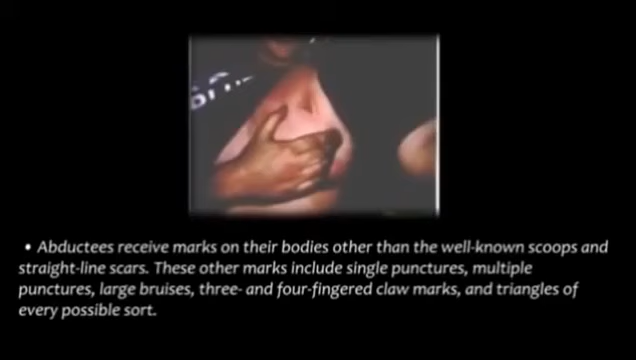 • Abductees receive marks on their bodies other than the well-known scoops and
straight-line scars. These other marks include single punctures, multiple
punctures, large bruises, three- and four-fingered claw marks, and triangles of
every possible sort.